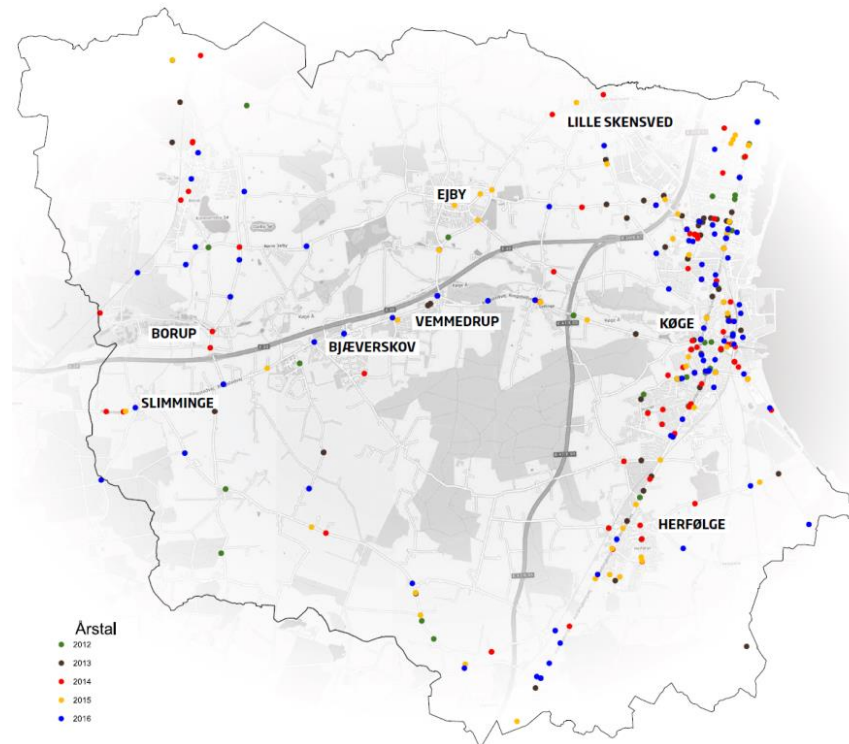 LILLE SKENSVED
EJBY
KØGE
VEMMEDRUP
BORUP
BJÆVERSKOV
SLIMMINGE
HERFØLGE
Årstal
2012
2013
2014
2015
2016